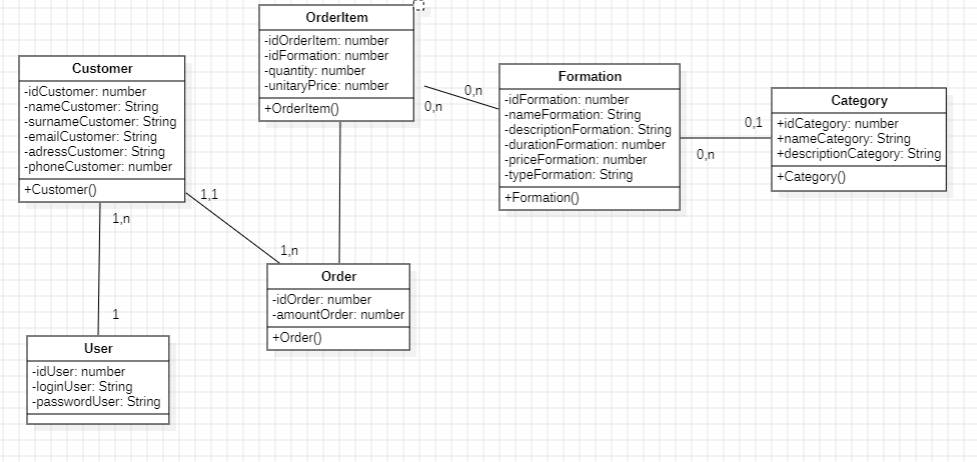 OrderItem
-idOrderItem: number
-idFormation: number
-quantity: number
-unitaryPrice: number
+OrderItem()
Customer
-idCustomer: number
-nameCustomer: String
-surnameCustomer: String
-emailCustomer: String
-adressCustomer: String
-phoneCustomer: number
+Customer()
Formation
-idFormation: number
-nameFormation: String
-descriptionFormation: String
-durationFormation: number
-priceFormation: number
-typeFormation: String
+Formation()
Category
+idCategory: number
+nameCategory: String
+descriptionCategory: String
+Category()
0,n
0,n
0,1
0,n
1,1
1,n
1,n
1
Order
-idOrder: number
-amountOrder: number
+Order()
User
-idUser: number
-loginUser: String
-passwordUser: String